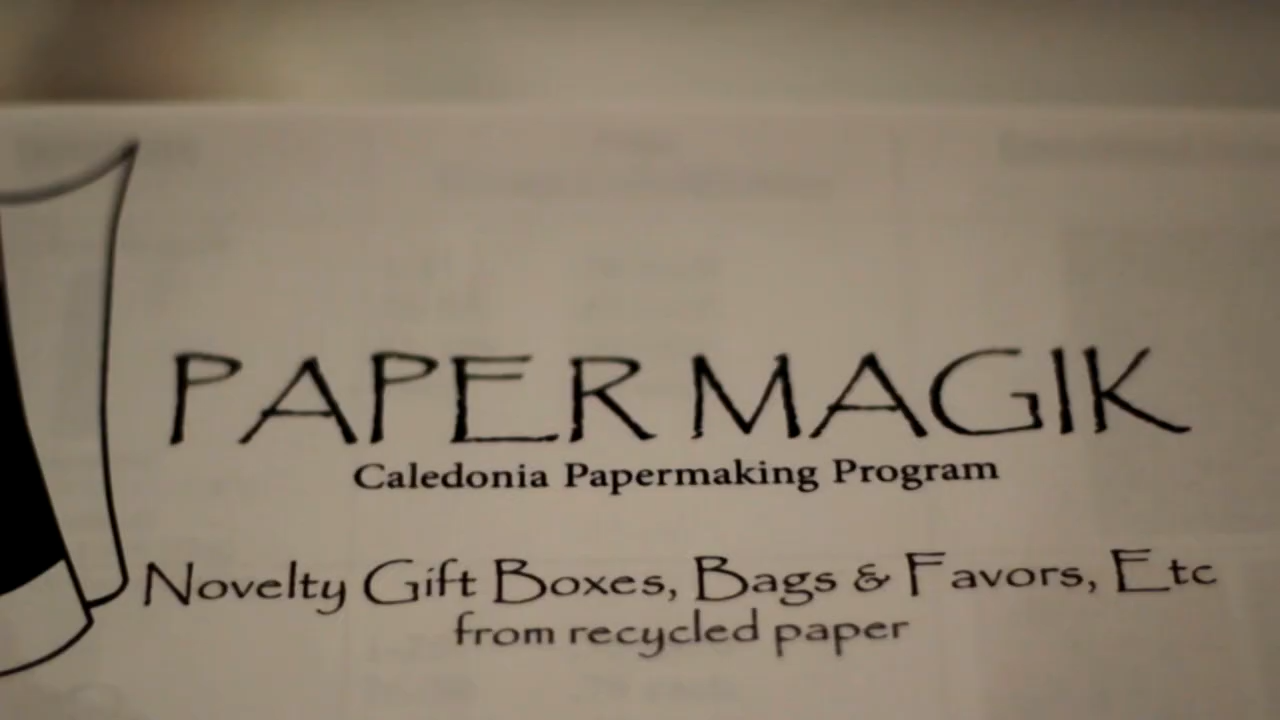 PAPER MAGIK
Caledonia Papermaking Program
Novelty Gift Boxes, Bags & Favors, Etc
from recycled paper